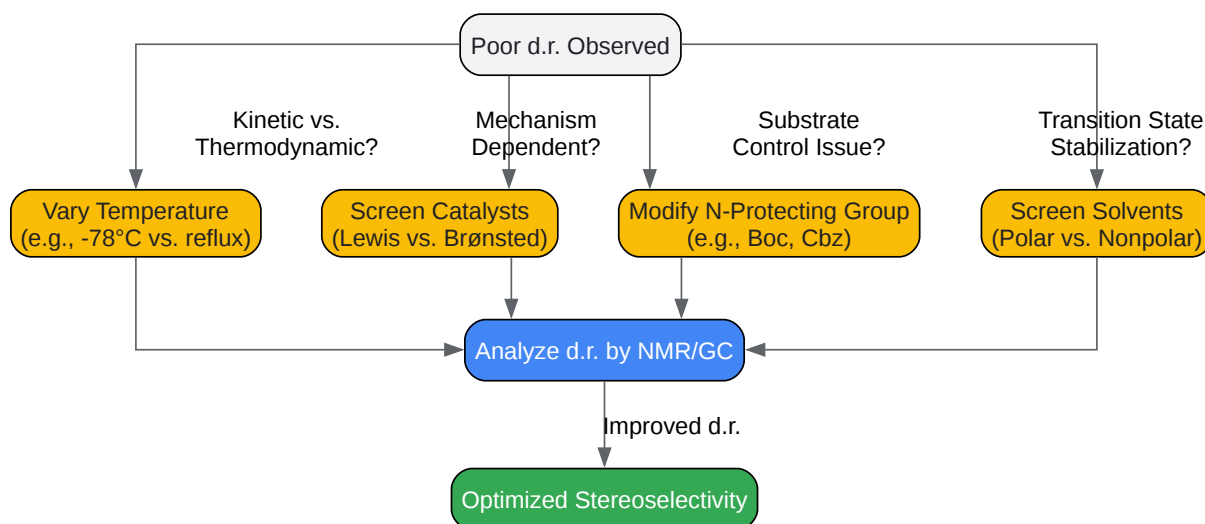 Poor d.r. Observed
Kinetic vs.
Thermodynamic?
Mechanism
Dependent?
Substrate
Control Issue?
Transition State
Stabilization?
Vary Temperature
(e.g., -78°C vs. reflux)
Screen Catalysts
(Lewis vs. Brønsted)
Modify N-Protecting Group
(e.g., Boc, Cbz)
Screen Solvents
(Polar vs. Nonpolar)
Analyze d.r. by NMR/GC
Improved d.r.
Optimized Stereoselectivity